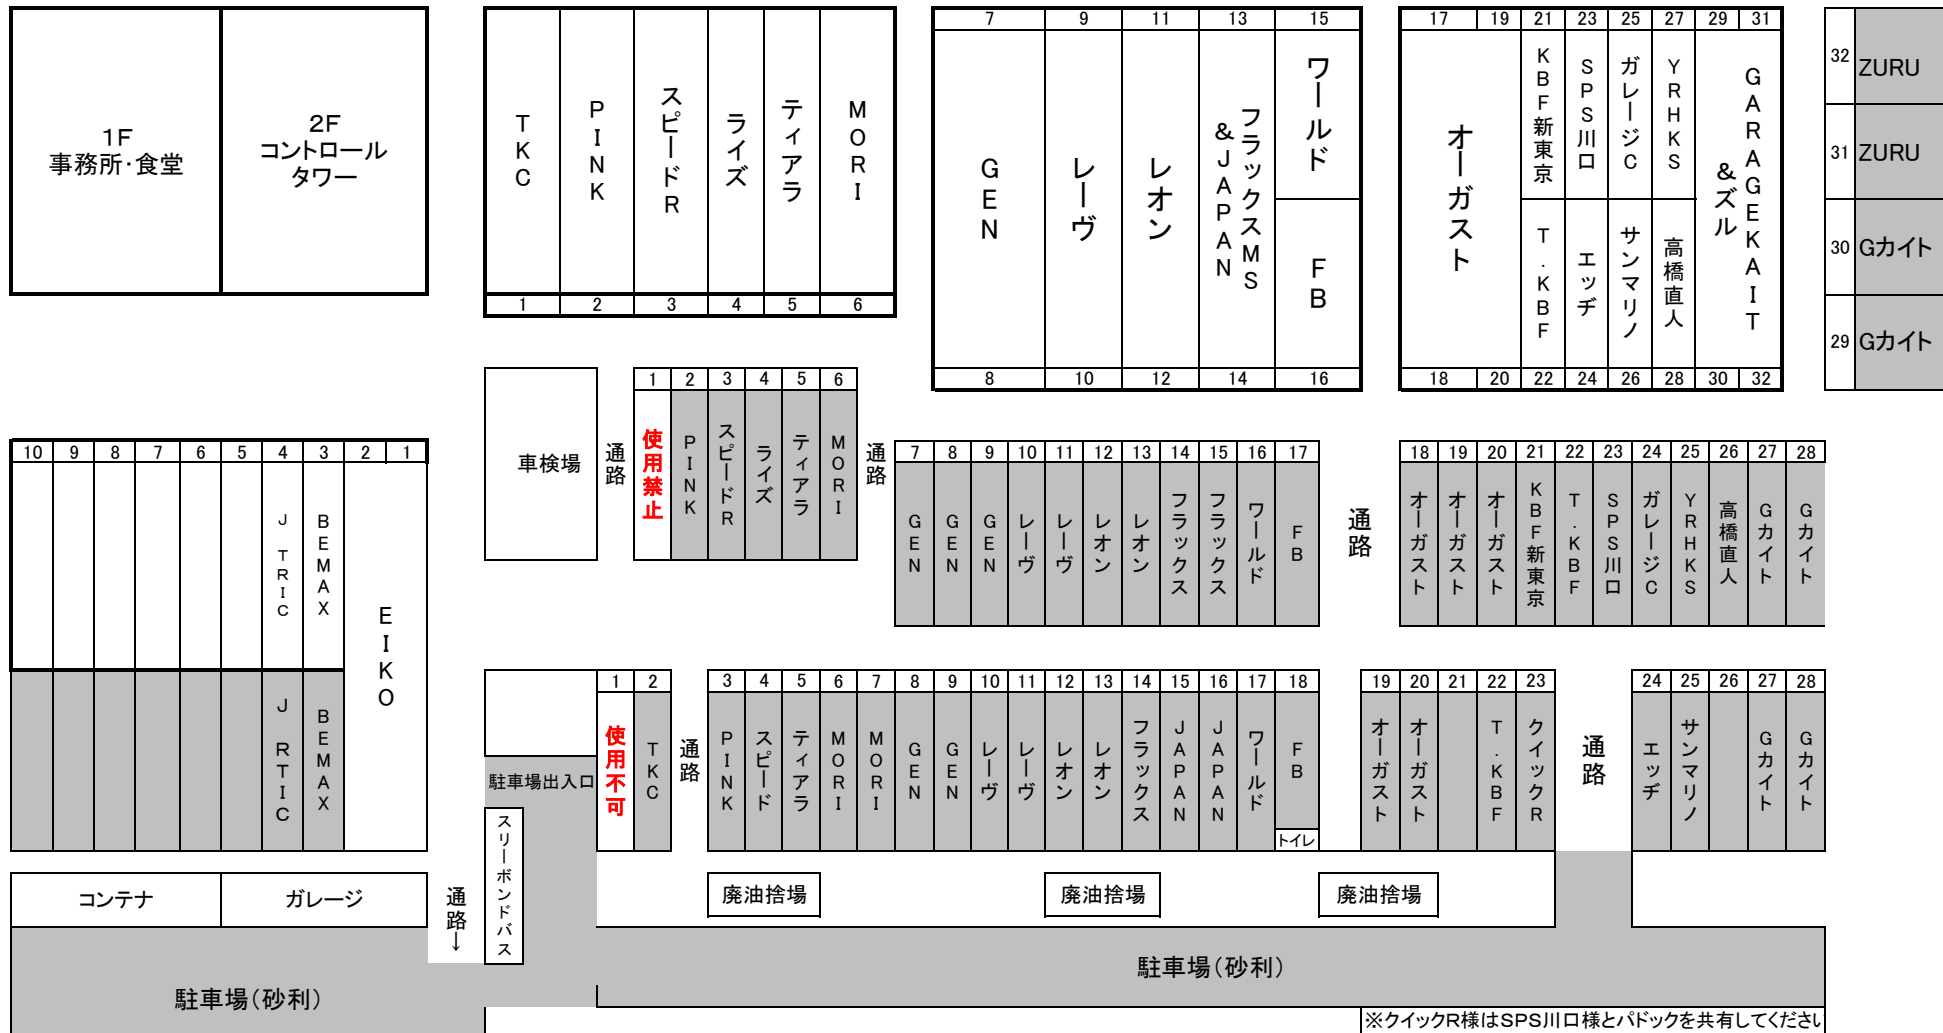 1F
事務所・食堂
2F
コントロール
タワー
TKC
PINK
スピードR
ライズ
ティアラ
MORI
1 2 3 4 5 6
7 9 11 13 15
GEN
レーヴ
レオン
フラックスMS
&JAPAN
ワールド
FB
8 10 12 14 16
17 19 21 23 25 27 29 31
オーガスト
KBF新東京
SPS川口
ガレージC
YRHKS
T.KBF
エッヂ
サンマリノ
高橋直人
GARAGEKAIT
&ズル
18 20 22 24 26 28 30 32
32 ZURU
31 ZURU
30 Gカイト
29 Gカイト
車検場
通路
1 2 3 4 5 6
使用禁止
PINK
スピードR
ライズ
ティアラ
MORI
通路
7 8 9 10 11 12 13 14 15 16 17
GEN
GEN
GEN
レーヴ
レーヴ
レオン
レオン
フラックス
フラックス
ワールド
FB
通路
18 19 20 21 22 23 24 25 26 27 28
オーガスト
オーガスト
オーガスト
KBF新東京
T.KBF
SPS川口
ガレージC
YRHKS
高橋直人
Gカイト
Gカイト
10 9 8 7 6 5 4 3 2 1
J TRIC
BEMAX
EIKO
J RTIC
BEMAX
1 2
使用不可
TKC
通路
3 4 5 6 7 8 9 10 11 12 13 14 15 16 17 18
PINK
スピード
ティアラ
MORI
MORI
GEN
GEN
レーヴ
レーヴ
レオン
レオン
フラックス
JAPAN
JAPAN
ワールド
FB
トイレ
19 20 21 22 23
オーガスト
オーガスト
T.KBF
クイックR
通路
24 25 26 27 28
エッヂ
サンマリノ
Gカイト
Gカイト
駐車場出入口
スリーボンドバス
コンテナ
ガレージ
通路↓
廃油捨場
廃油捨場
廃油捨場
駐車場(砂利)
駐車場(砂利)
※クイックR様はSPS川口様とパドックを共有してください